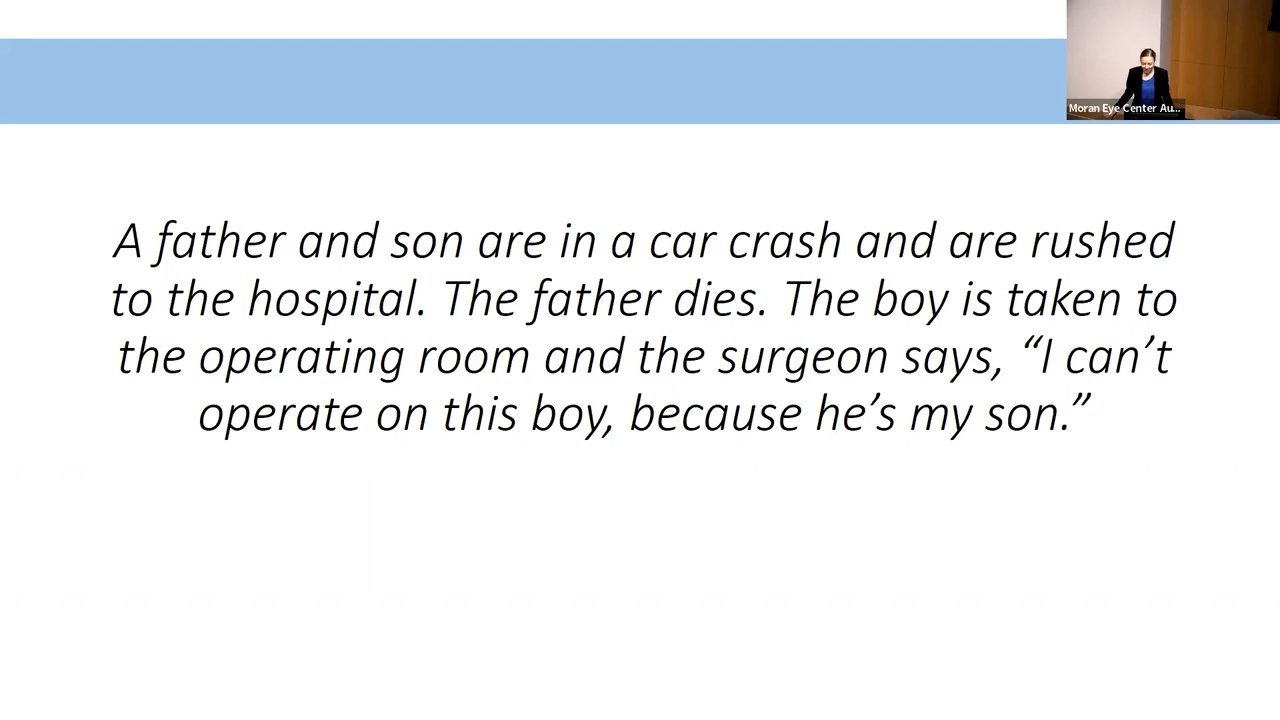 Moran Eye Center Au...
A father and son are in a car crash and are rushed
to the hospital. The father dies. The boy is taken to
the operating room and the surgeon says, “I can’t
operate on this boy, because he’s my son.”